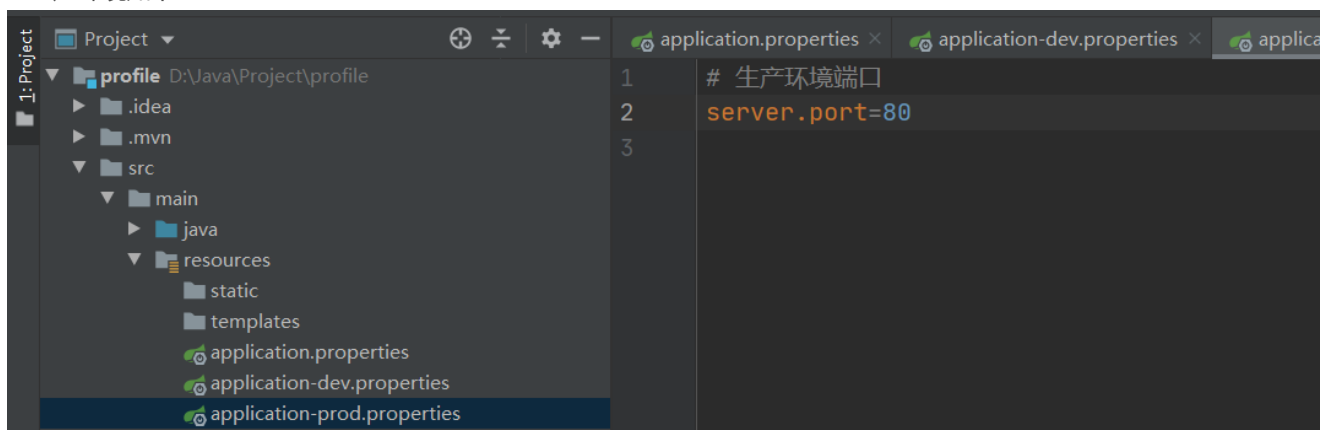 1: Project
Project
profile D:\Java\Project\profile
.idea
.mvn
src
main
java
resources
static
templates
application.properties
application-dev.properties
application-prod.properties
application.properties
application-dev.properties
applica
1 # 生产环境端口
2 server.port=80
3